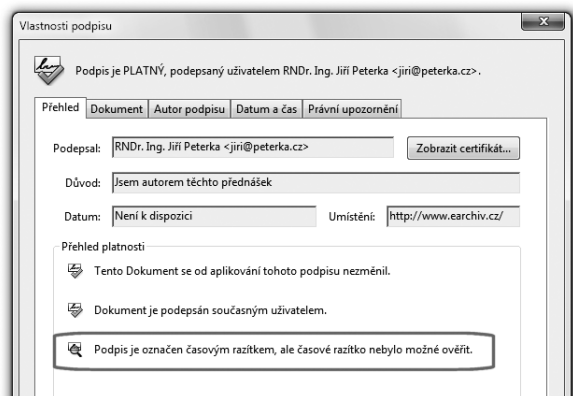 Vlastnosti podpisu
Podpis je PLATNÝ, podepsaný uživatelem RNDr. Ing. Jiří Peterka <jiri@peterka.cz>.
Přehled Dokument Autor podpisu Datum a čas Právní upozornění
Podepsal: RNDr. Ing. Jiří Peterka <jiri@peterka.cz> Zobrazit certifikát...
Důvod: Jsem autorem těchto přednášek
Datum: Není k dispozici Umístění: http://www.earchiv.cz/
Přehled platnosti
Tento Dokument se od aplikování tohoto podpisu nezměnil.
Dokument je podepsán současným uživatelem.
Podpis je označen časovým razítkem, ale časové razítko nebylo možné ověřit.